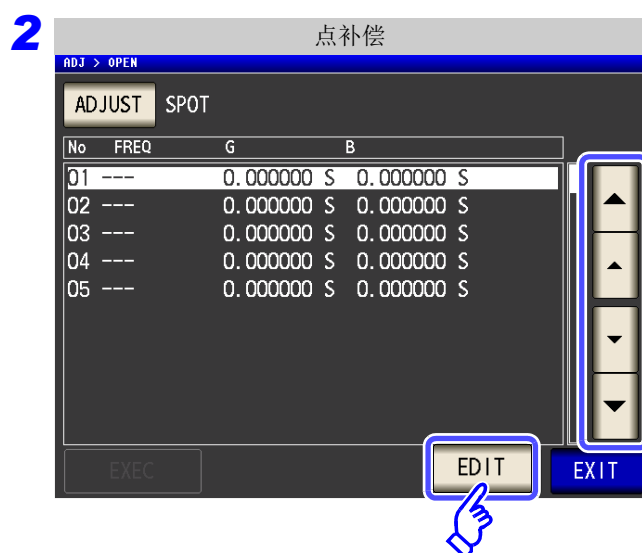 2
点补偿
ADJ > OPEN
ADJUST SPOT
No FREQ G B
01 --- 0.000000 S 0.000000 S
02 --- 0.000000 S 0.000000 S
03 --- 0.000000 S 0.000000 S
04 --- 0.000000 S 0.000000 S
05 --- 0.000000 S 0.000000 S
EXEC EDIT EXIT